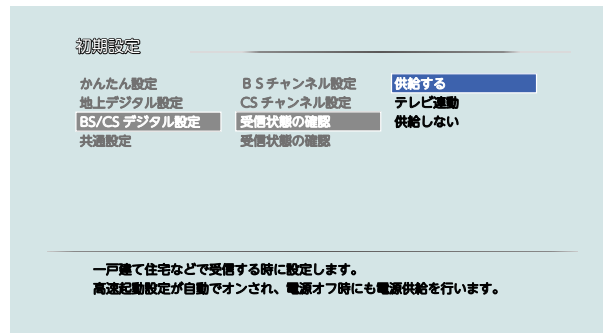 初期設定
かんたん設定
地上デジタル設定
BS/CS デジタル設定
共通設定
BSチャンネル設定
CS チャンネル設定
受信状態の確認
受信状態の確認
供給する
テレビ連動
供給しない
一戸建て住宅などで受信する時に設定します。
高速起動設定が自動でオンされ、電源オフ時にも電源供給を行います。